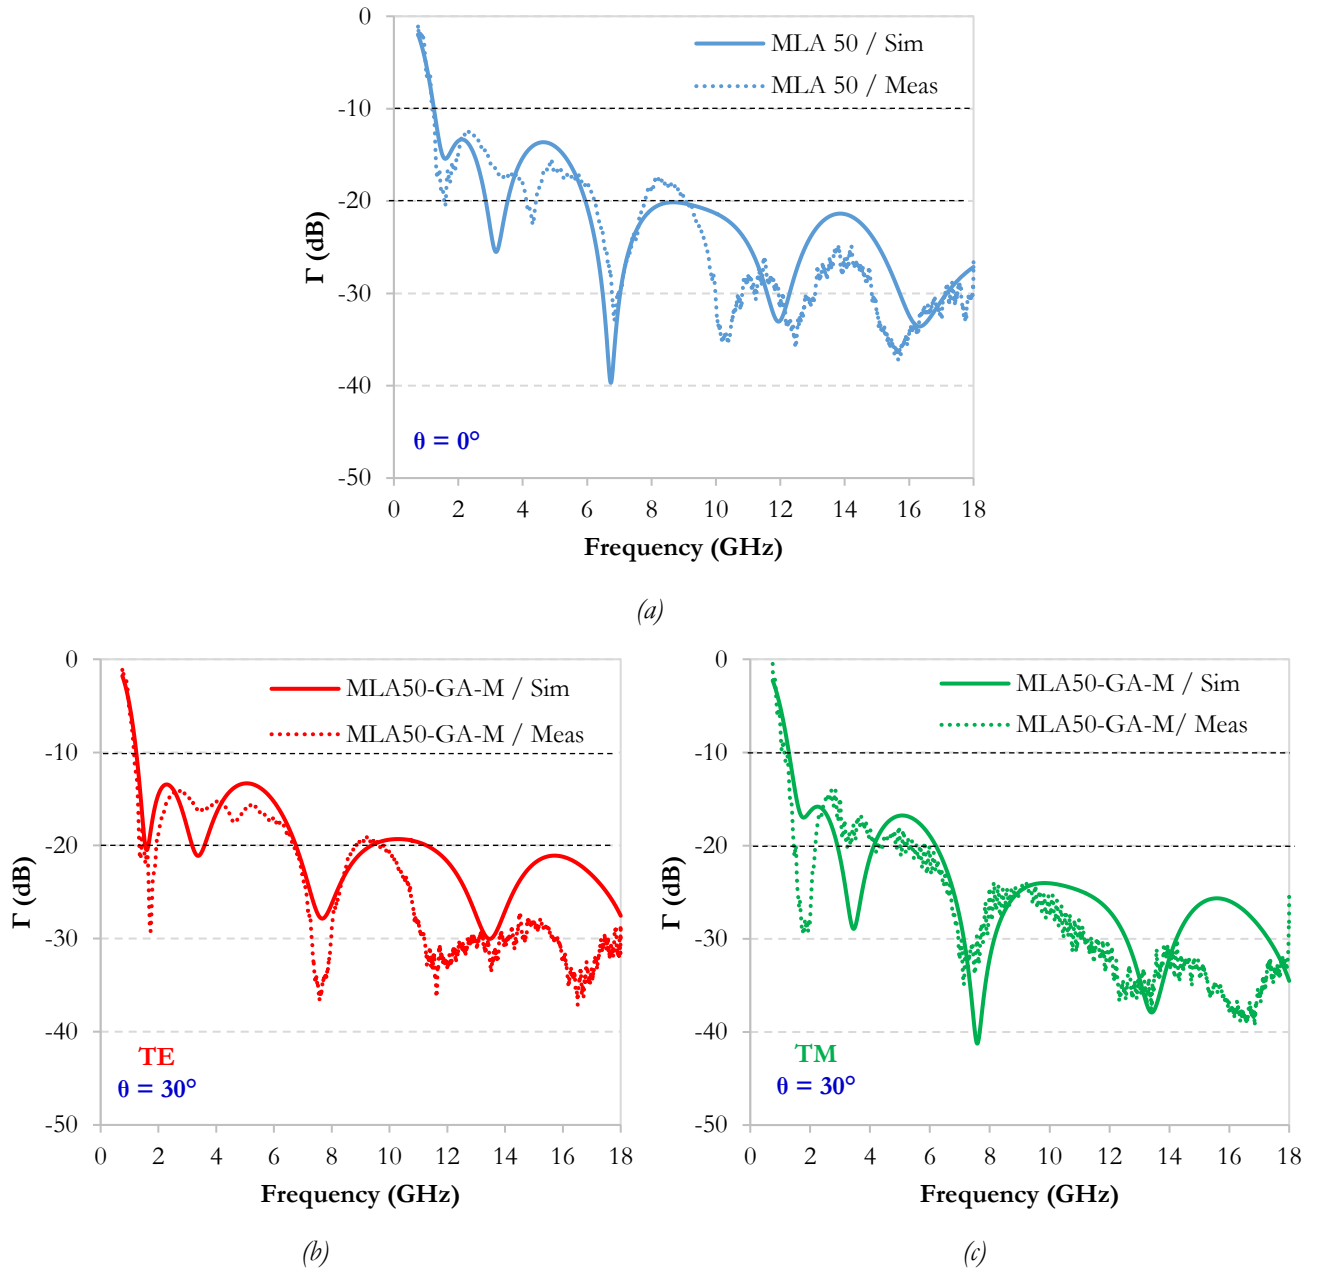 0
-10
-20
-30
-40
-50
Γ (dB)
MLA 50 / Sim
MLA 50 / Meas
θ = 0°
0 2 4 6 8 10 12 14 16 18
Frequency (GHz)
(a)
0
-10
-20
-30
-40
-50
Γ (dB)
MLA50-GA-M / Sim
MLA50-GA-M / Meas
TE
θ = 30°
0 2 4 6 8 10 12 14 16 18
Frequency (GHz)
(b)
0
-10
-20
-30
-40
-50
Γ (dB)
MLA50-GA-M / Sim
MLA50-GA-M/ Meas
TM
θ = 30°
0 2 4 6 8 10 12 14 16 18
Frequency (GHz)
(c)